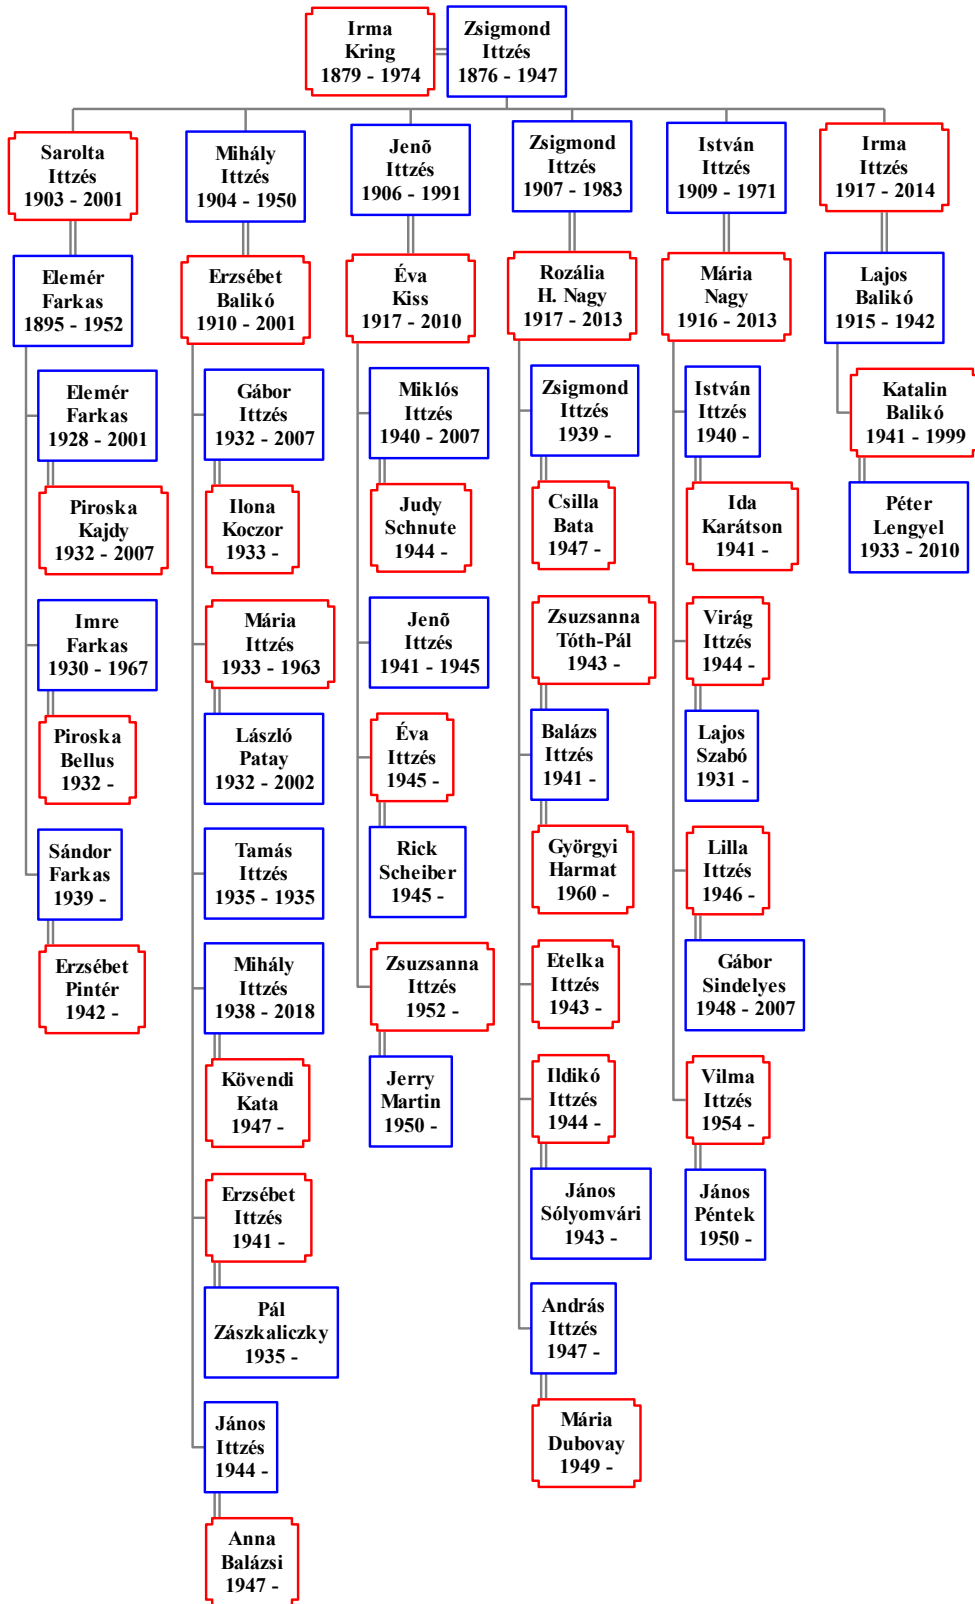 Irma
Kring
1879 - 1974
Zsigmond
Ittzés
1876 - 1947
Sarolta
Ittzés
1903 - 2001
Elemér
Farkas
1895 - 1952
Elemér
Farkas
1928 - 2001
Piroska
Kajdy
1932 - 2007
Imre
Farkas
1930 - 1967
Piroska
Bellus
1932 -
Sándor
Farkas
1939 -
Erzsébet
Pintér
1942 -
Mihály
Ittzés
1904 - 1950
Erzsébet
Balikó
1910 - 2001
Gábor
Ittzés
1932 - 2007
Ilona
Koczor
1933 -
Mária
Ittzés
1933 - 1963
László
Patay
1932 - 2002
Tamás
Ittzés
1935 - 1935
Mihály
Ittzés
1938 - 2018
Kövendi
Kata
1947 -
Erzsébet
Ittzés
1941 -
Pál
Zászkaliczky
1935 -
János
Ittzés
1944 -
Anna
Balázsi
1947 -
Jenõ
Ittzés
1906 - 1991
Éva
Kiss
1917 - 2010
Miklós
Ittzés
1940 - 2007
Judy
Schnute
1944 -
Jenõ
Ittzés
1941 - 1945
Éva
Ittzés
1945 -
Rick
Scheiber
1945 -
Zsuzsanna
Ittzés
1952 -
Jerry
Martin
1950 -
Zsigmond
Ittzés
1907 - 1983
Rozália
H. Nagy
1917 - 2013
Zsigmond
Ittzés
1939 -
Csilla
Bata
1947 -
Zsuzsanna
Tóth-Pál
1943 -
Balázs
Ittzés
1941 -
Györgyi
Harmat
1960 -
Etelka
Ittzés
1943 -
Ildikó
Ittzés
1944 -
János
Sólyomvári
1943 -
András
Ittzés
1947 -
Mária
Dubovay
1949 -
István
Ittzés
1909 - 1971
Mária
Nagy
1916 - 2013
István
Ittzés
1940 -
Ida
Karátson
1941 -
Virág
Ittzés
1944 -
Lajos
Szabó
1931 -
Lilla
Ittzés
1946 -
Gábor
Sindelyes
1948 - 2007
Vilma
Ittzés
1954 -
János
Péntek
1950 -
Irma
Ittzés
1917 - 2014
Lajos
Balikó
1915 - 1942
Katalin
Balikó
1941 - 1999
Péter
Lengyel
1933 - 2010